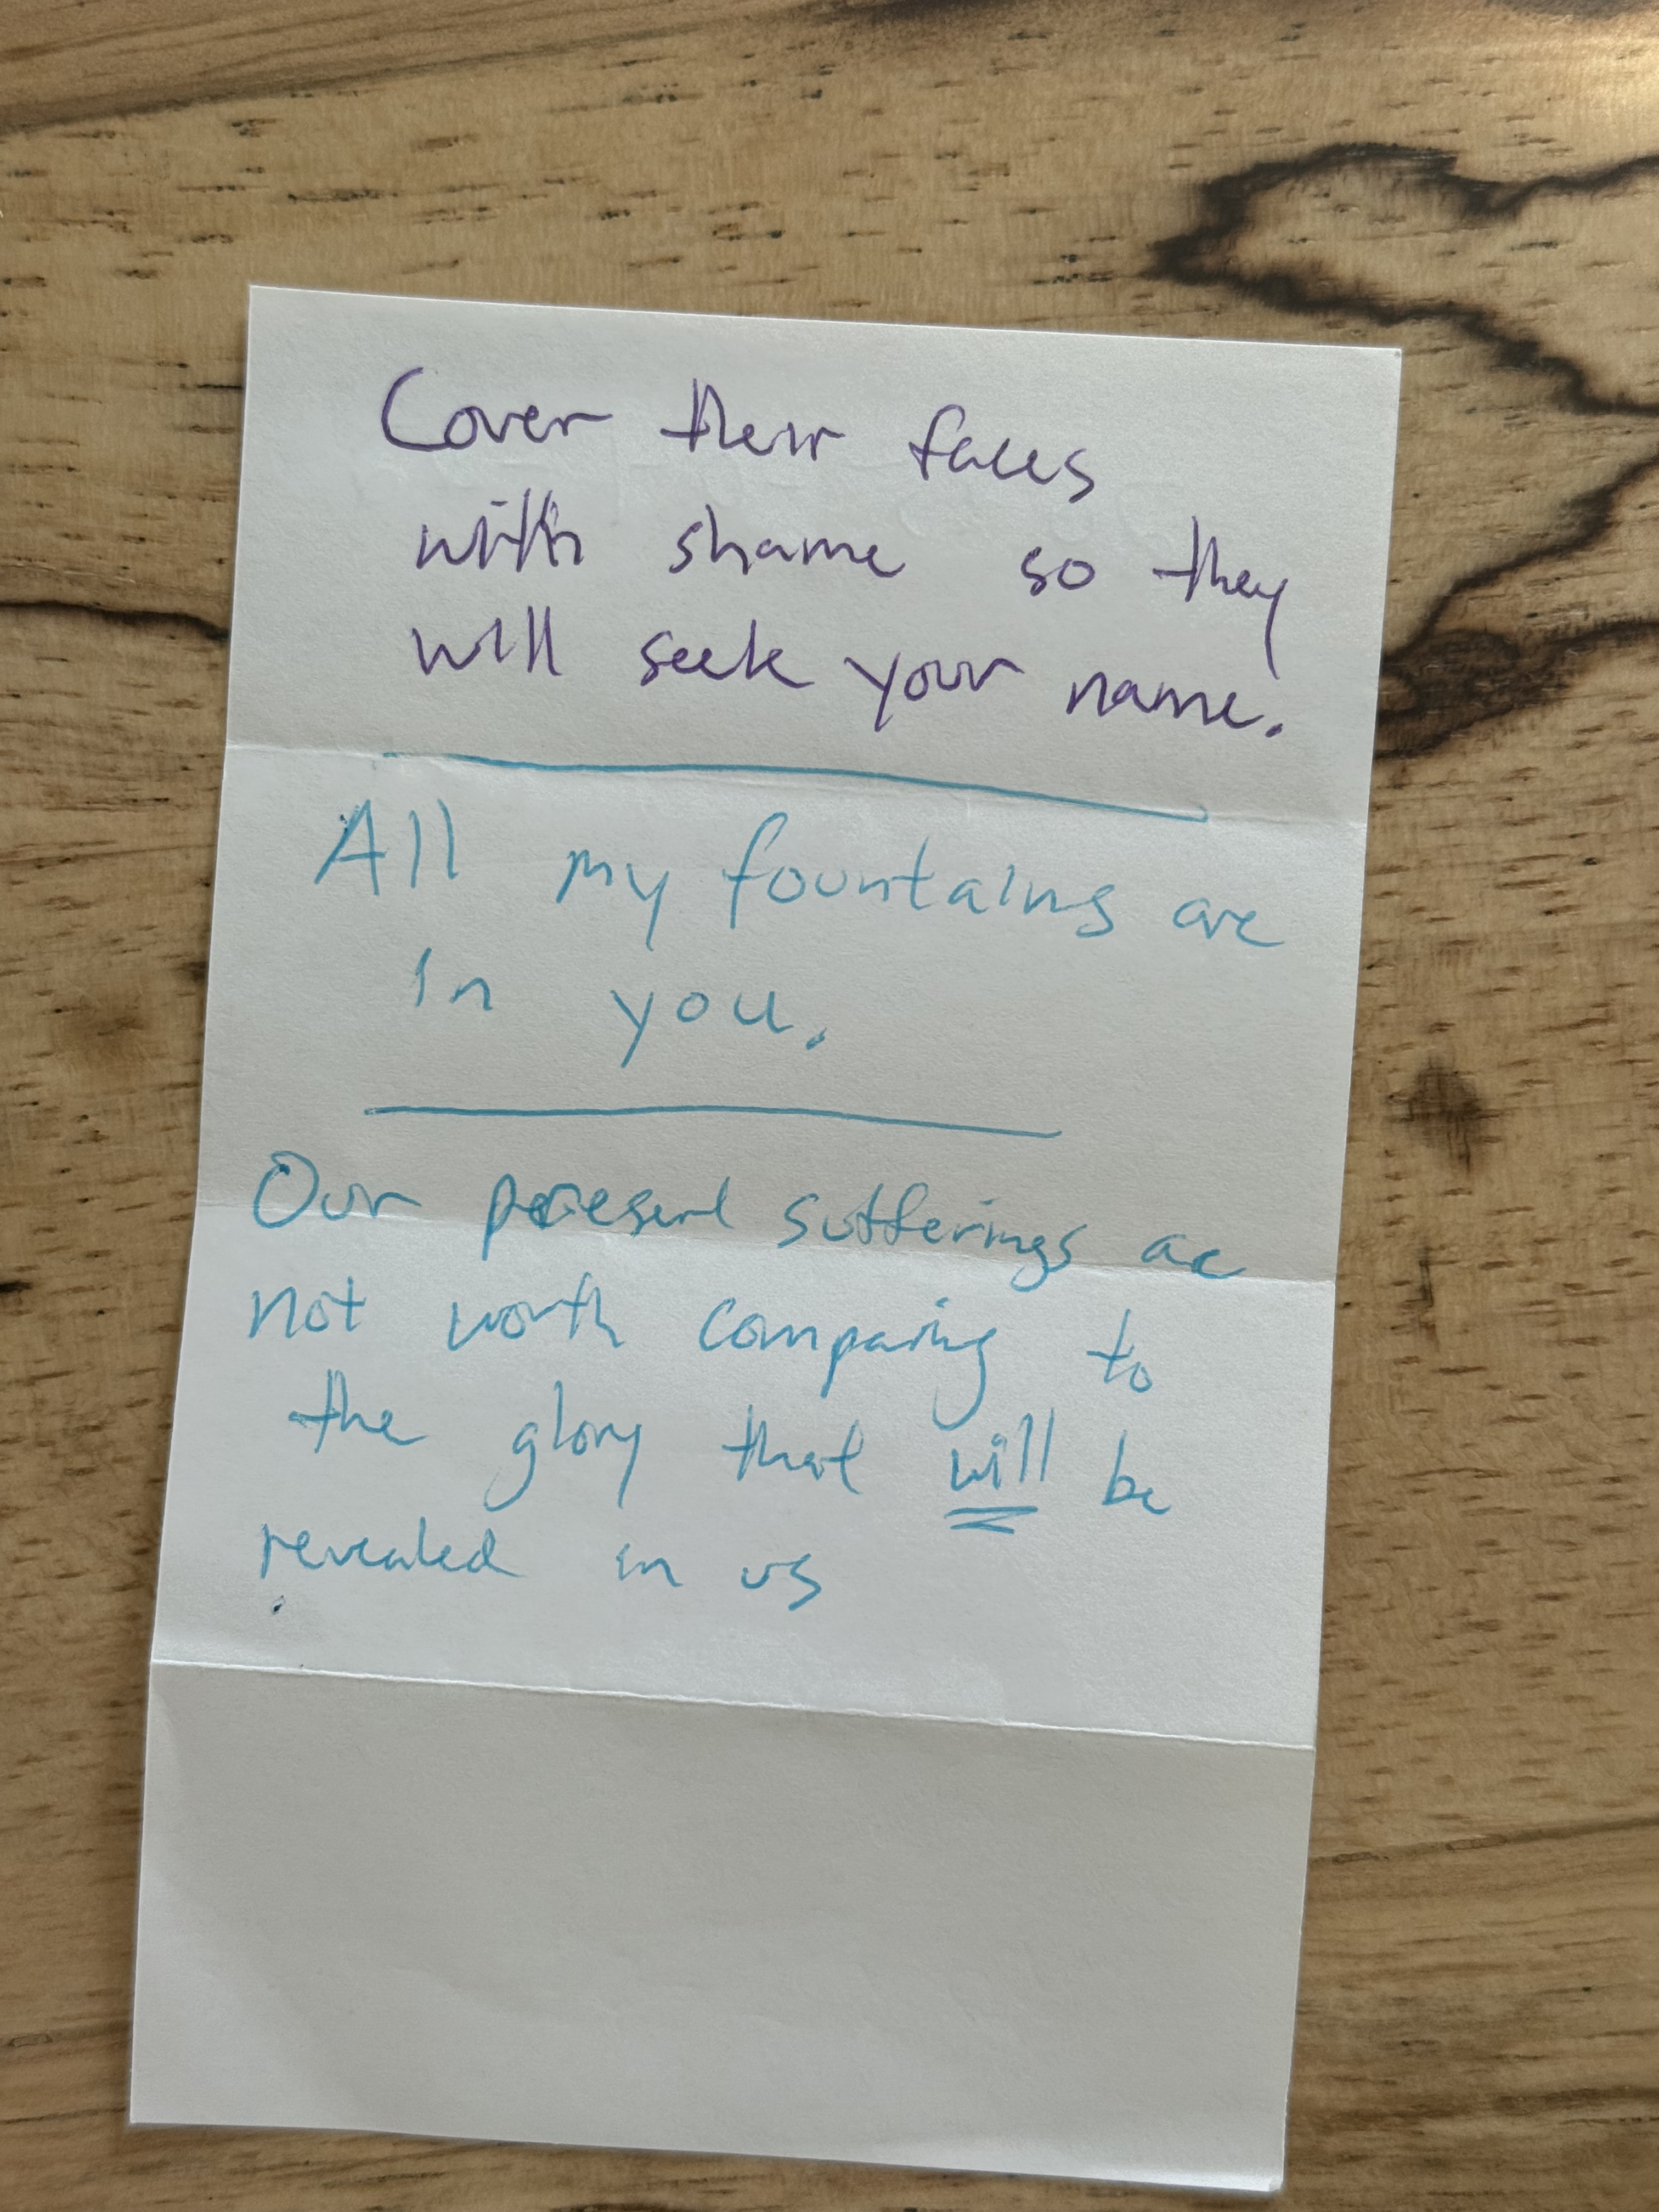 Cover their faces
with shame so they
will seek your name.
All my fountains are
in you.
Our present sufferings are
not worth comparing to
the glory that will be
revealed in us